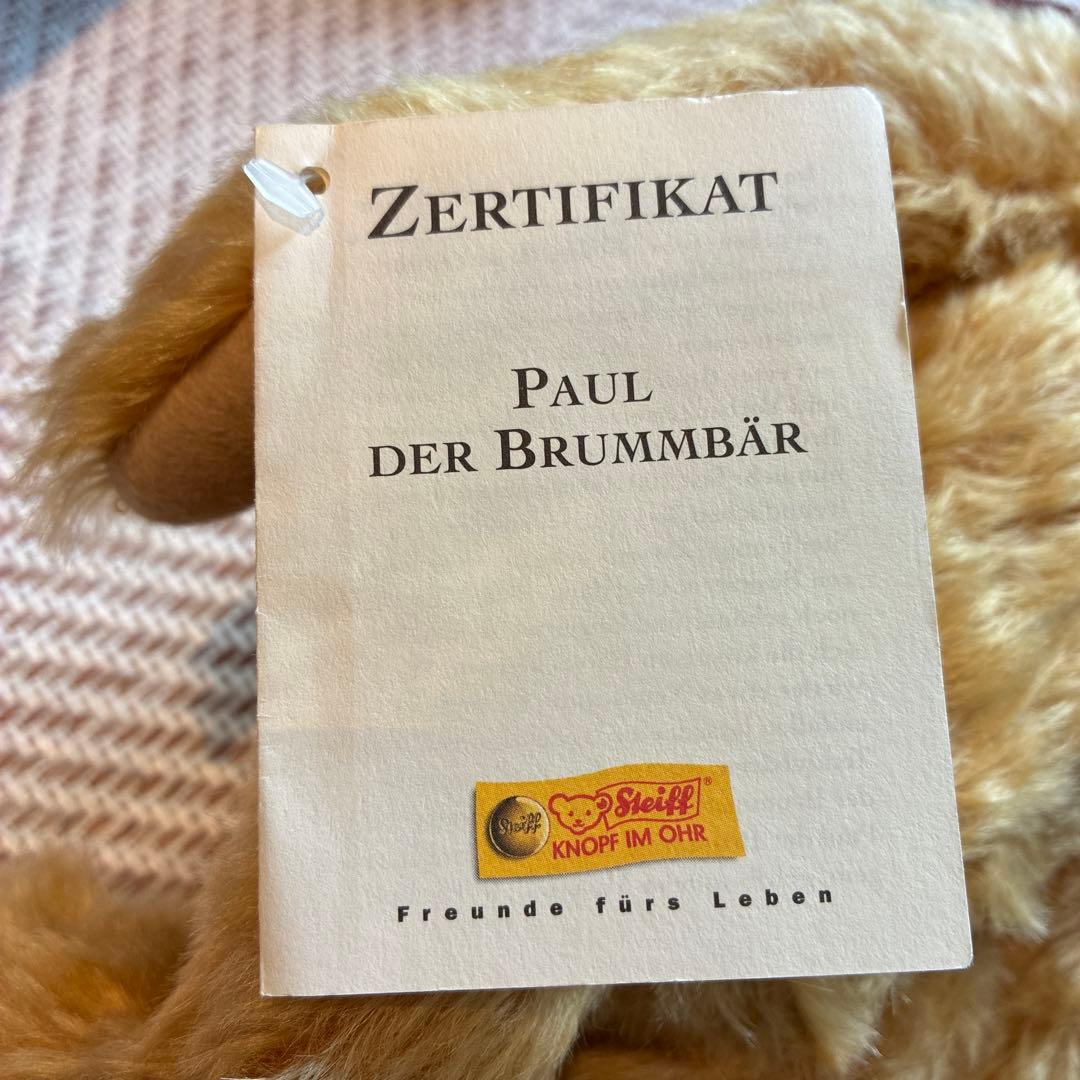 ZERTIFIKAT
PAUL
DER BRUMMBÄR
Steiff
Steiff®
KNOPF IM OHR
Freunde fürs Leben